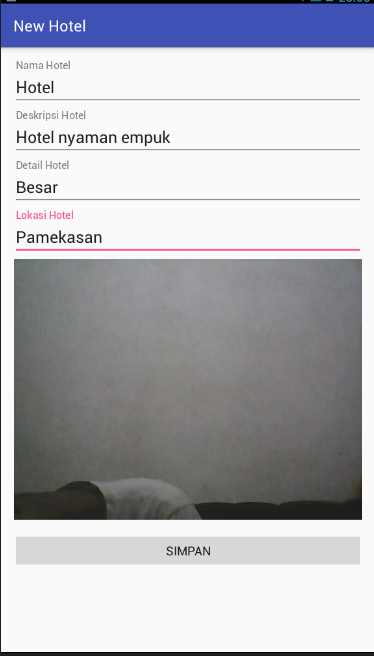 New Hotel
Nama Hotel
Hotel
Deskripsi Hotel
Hotel nyaman empuk
Detail Hotel
Besar
Lokasi Hotel
Pamekasan
SIMPAN